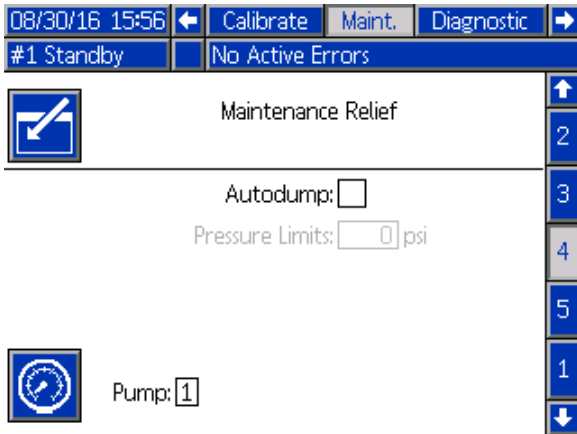 08/30/16 15:56 Calibrate Maint. Diagnostic
#1 Standby No Active Errors
Maintenance Relief
2
Autodump:
3
Pressure Limits: 0 psi
4
5
1
Pump: 1